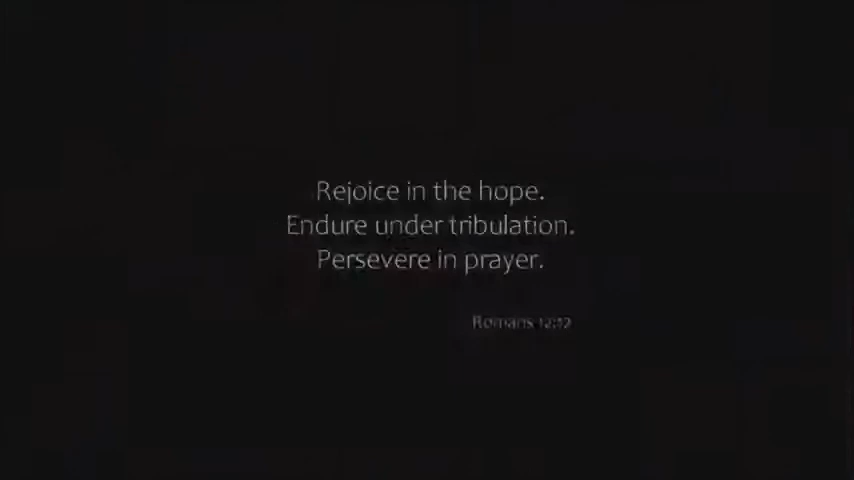 Rejoice in the hope.
Endure under tribulation.
Persevere in prayer.
Romans 12:12